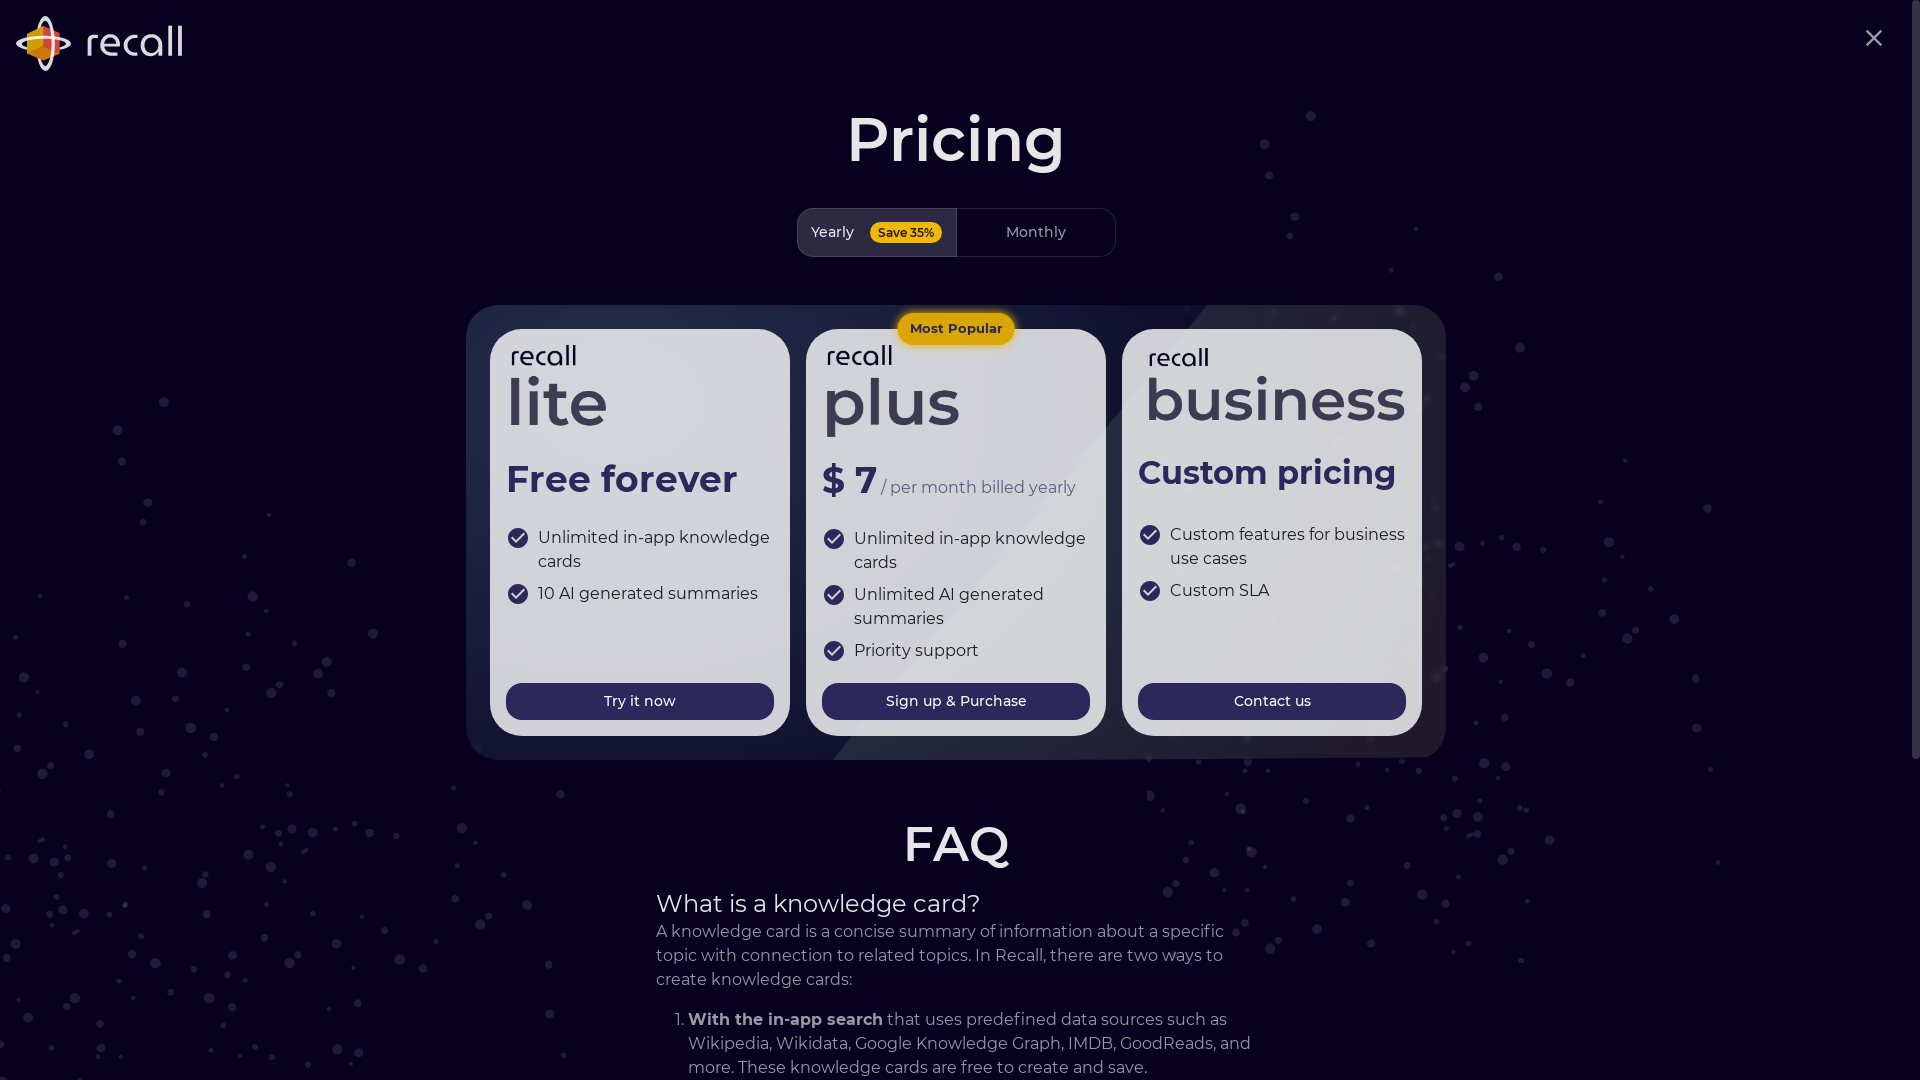 recall
Pricing
Yearly Save 35% Monthly
Most Popular
recall
lite
Free forever
Unlimited in-app knowledge
cards
10 AI generated summaries
Try it now
recall
plus
$ 7 / per month billed yearly
Unlimited in-app knowledge
cards
Unlimited AI generated
summaries
Priority support
Sign up & Purchase
recall
business
Custom pricing
Custom features for business
use cases
Custom SLA
Contact us
FAQ
What is a knowledge card?
A knowledge card is a concise summary of information about a specific
topic with connection to related topics. In Recall, there are two ways to
create knowledge cards:
1. With the in-app search that uses predefined data sources such as
Wikipedia, Wikidata, Google Knowledge Graph, IMDB, GoodReads, and
more. These knowledge cards are free to create and save.